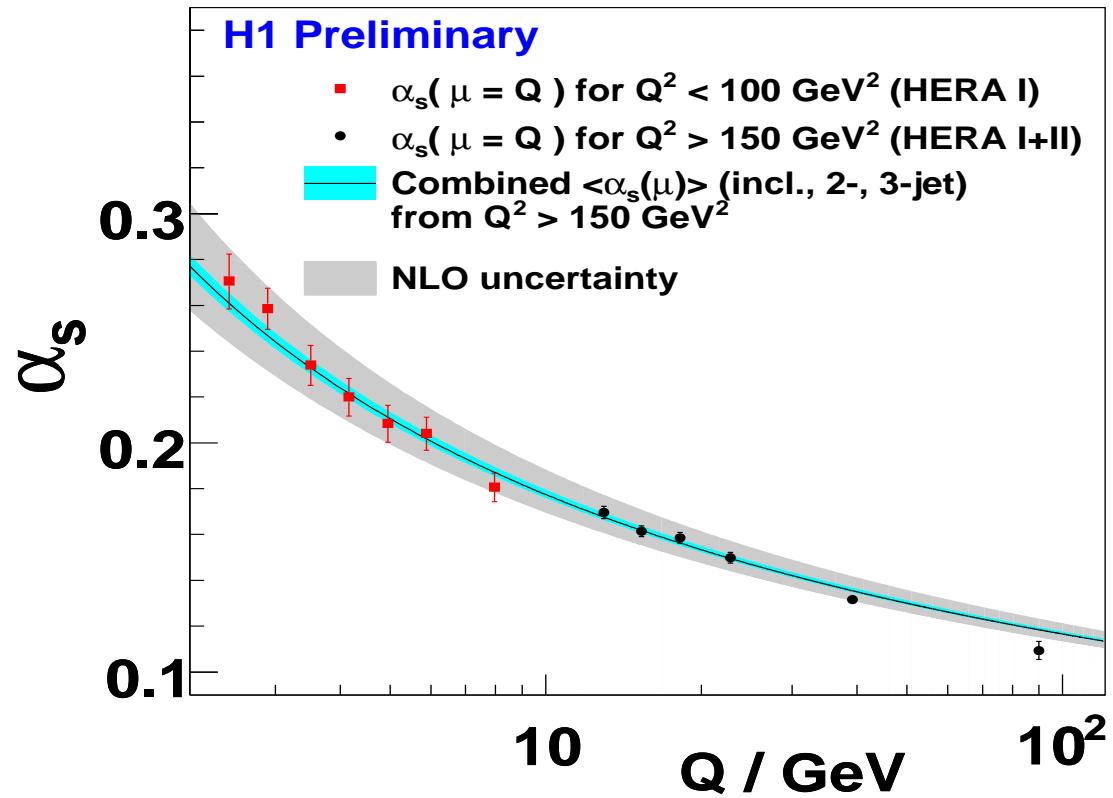 H1 Preliminary
αs( μ = Q ) for Q² < 100 GeV² (HERA I)
αs( μ = Q ) for Q² > 150 GeV² (HERA I+II)
Combined <αs(μ)> (incl., 2-, 3-jet)
from Q² > 150 GeV²
NLO uncertainty
0.3
αs
0.2
0.1
10
10²
Q / GeV